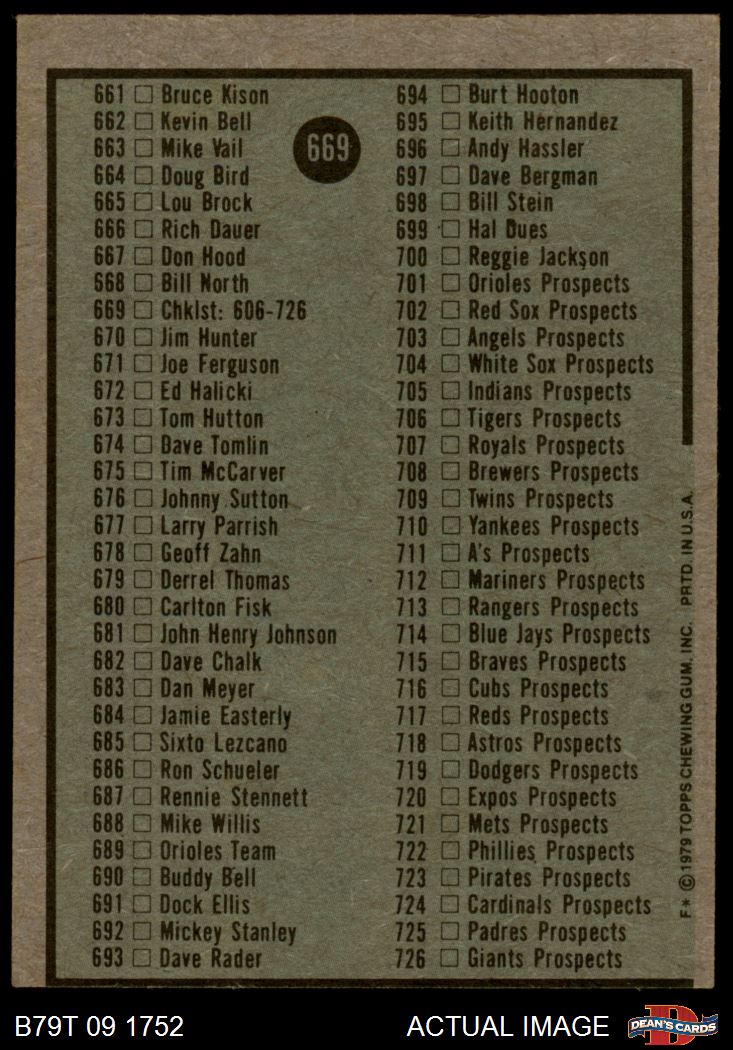 661 Bruce Kison
662 Kevin Bell
663 Mike Vail
664 Doug Bird
665 Lou Brock
666 Rich Dauer
667 Don Hood
668 Bill North
669 Chklst: 606-726
670 Jim Hunter
671 Joe Ferguson
672 Ed Halicki
673 Tom Hutton
674 Dave Tomlin
675 Tim McCarver
676 Johnny Sutton
677 Larry Parrish
678 Geoff Zahn
679 Derrel Thomas
680 Carlton Fisk
681 John Henry Johnson
682 Dave Chalk
683 Dan Meyer
684 Jamie Easterly
685 Sixto Lezcano
686 Ron Schueler
687 Rennie Stennett
688 Mike Willis
689 Orioles Team
690 Buddy Bell
691 Dock Ellis
692 Mickey Stanley
693 Dave Rader
669
694 Burt Hooton
695 Keith Hernandez
696 Andy Hassler
697 Dave Bergman
698 Bill Stein
699 Hal Dues
700 Reggie Jackson
701 Orioles Prospects
702 Red Sox Prospects
703 Angels Prospects
704 White Sox Prospects
705 Indians Prospects
706 Tigers Prospects
707 Royals Prospects
708 Brewers Prospects
709 Twins Prospects
710 Yankees Prospects
711 A's Prospects
712 Mariners Prospects
713 Rangers Prospects
714 Blue Jays Prospects
715 Braves Prospects
716 Cubs Prospects
717 Reds Prospects
718 Astros Prospects
719 Dodgers Prospects
720 Expos Prospects
721 Mets Prospects
722 Phillies Prospects
723 Pirates Prospects
724 Cardinals Prospects
725 Padres Prospects
726 Giants Prospects
F* © 1979 TOPPS CHEWING GUM, INC. PRTD. IN U.S.A.
B79T 09 1752
ACTUAL IMAGE
D
DEAN'S CARDS